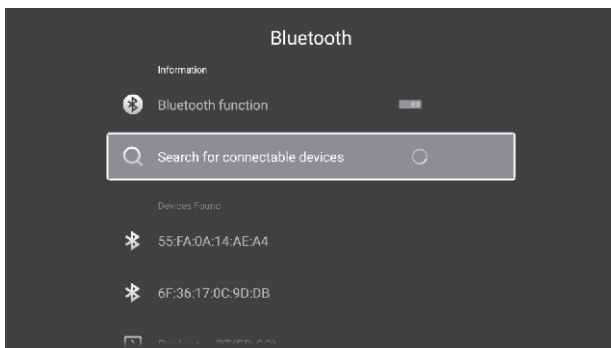 Bluetooth
Information
Bluetooth function
Search for connectable devices
Devices Found
55:FA:0A:14:AE:A4
6F:36:17:0C:9D:DB